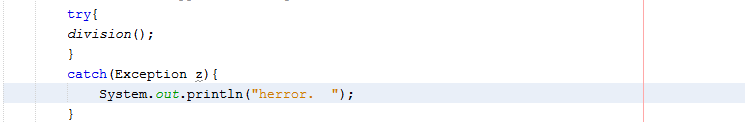 try{
division();
}
catch(Exception z){
System.out.println("herror.  ");
}